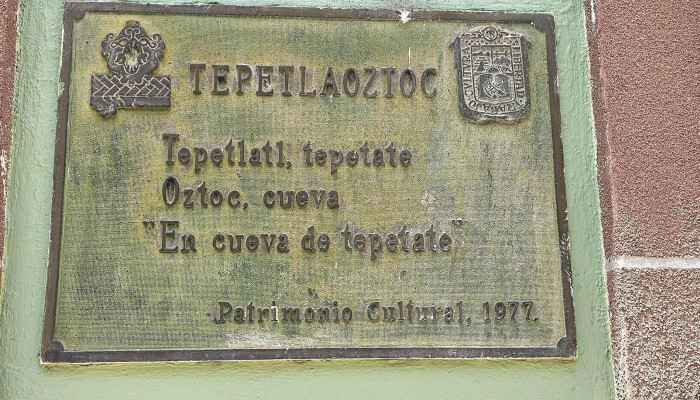 TEPETLAOZTOC
Tepetlatl, tepetate
Oztoc, cueva
"En cueva de tepetate"
Patrimonio Cultural, 1977.